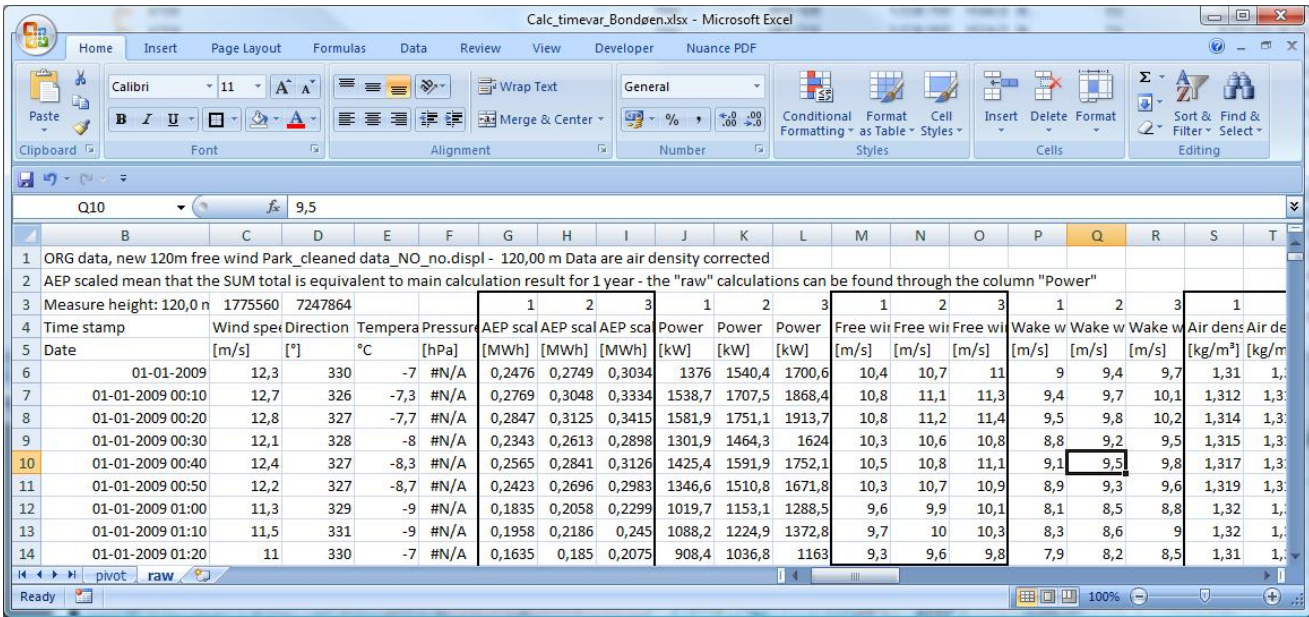 Calc_timevar_Bondøen.xlsx - Microsoft Excel
Home Insert Page Layout Formulas Data Review View Developer Nuance PDF
Calibri 11 A A Wrap Text General Σ
Paste B I U A Merge & Center % , ,0 ,00 ,00 ,0 Conditional Formatting Format as Table Cell Styles Insert Delete Format Sort & Filter Find & Select
Clipboard Font Alignment Number Styles Cells Editing
Q10 fx 9,5
B C D E F G H I J K L M N O P Q R S T
1 ORG data, new 120m free wind Park_cleaned data_NO_no.displ - 120,00 m Data are air density corrected
2 AEP scaled mean that the SUM total is equivalent to main calculation result for 1 year - the "raw" calculations can be found through the column "Power"
3 Measure height: 120,0 n 1775560 7247864 1 2 3 1 2 3 1 2 3 1 2 3 1
4 Time stamp Wind spee Direction Tempera Pressure AEP scal AEP scal AEP scal Power Power Power Free wir Free wir Free wir Wake w Wake w Wake w Air dens Air de
5 Date [m/s] [°] °C [hPa] [MWh] [MWh] [MWh] [kW] [kW] [kW] [m/s] [m/s] [m/s] [m/s] [m/s] [m/s] [kg/m³] [kg/m
6 01-01-2009 12,3 330 -7 #N/A 0,2476 0,2749 0,3034 1376 1540,4 1700,6 10,4 10,7 11 9 9,4 9,7 1,31 1,
7 01-01-2009 00:10 12,7 326 -7,3 #N/A 0,2769 0,3048 0,3334 1538,7 1707,5 1868,4 10,8 11,1 11,3 9,4 9,7 10,1 1,312 1,3
8 01-01-2009 00:20 12,8 327 -7,7 #N/A 0,2847 0,3125 0,3415 1581,9 1751,1 1913,7 10,8 11,2 11,4 9,5 9,8 10,2 1,314 1,3
9 01-01-2009 00:30 12,1 328 -8 #N/A 0,2343 0,2613 0,2898 1301,9 1464,3 1624 10,3 10,6 10,8 8,8 9,2 9,5 1,315 1,3
10 01-01-2009 00:40 12,4 327 -8,3 #N/A 0,2565 0,2841 0,3126 1425,4 1591,9 1752,1 10,5 10,8 11,1 9,1 9,5 9,8 1,317 1,3
11 01-01-2009 00:50 12,2 327 -8,7 #N/A 0,2423 0,2696 0,2983 1346,6 1510,8 1671,8 10,3 10,7 10,9 8,9 9,3 9,6 1,319 1,3
12 01-01-2009 01:00 11,3 329 -9 #N/A 0,1835 0,2058 0,2299 1019,7 1153,1 1288,5 9,6 9,9 10,1 8,1 8,5 8,8 1,32 1,
13 01-01-2009 01:10 11,5 331 -9 #N/A 0,1958 0,2186 0,245 1088,2 1224,9 1372,8 9,7 10 10,3 8,3 8,6 9 1,32 1,
14 01-01-2009 01:20 11 330 -7 #N/A 0,1635 0,185 0,2075 908,4 1036,8 1163 9,3 9,6 9,8 7,9 8,2 8,5 1,31 1,
pivot raw
Ready 100%